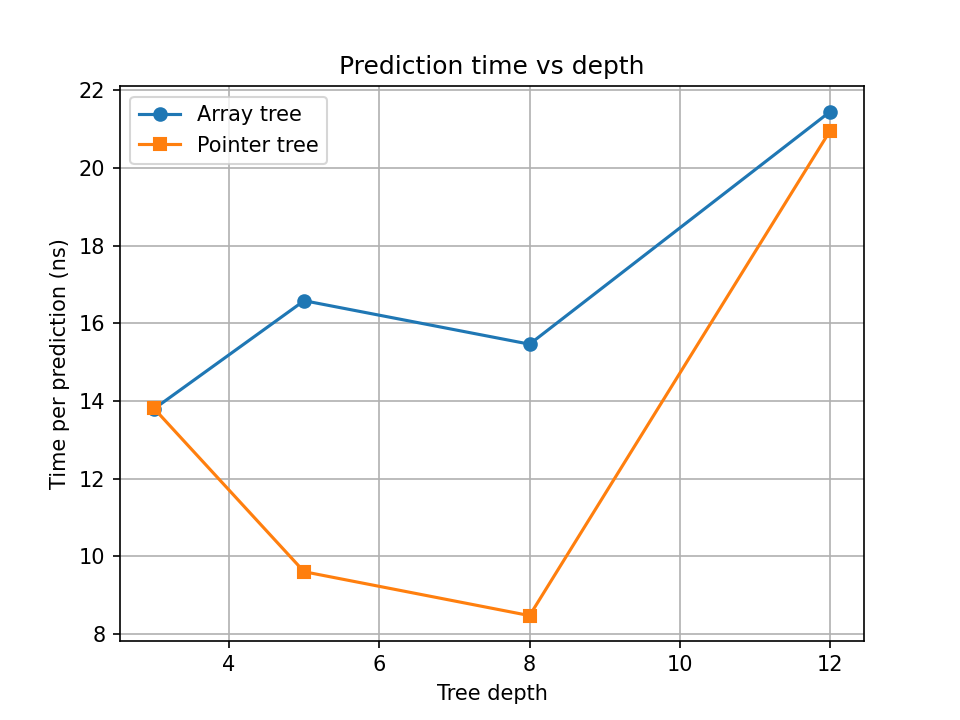 Prediction time vs depth
Array tree
Pointer tree
Time per prediction (ns)
22
20
18
16
14
12
10
8
4
6
8
10
12
Tree depth